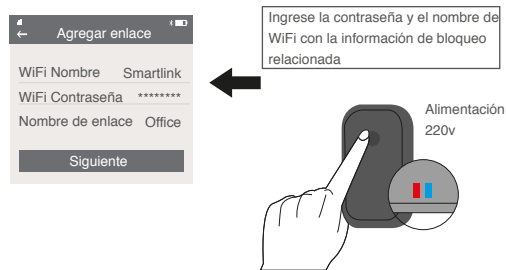 Agregar enlace
WiFi Nombre Smartlink
WiFi Contraseña ********
Nombre de enlace Office
Siguiente
Ingrese la contraseña y el nombre de
WiFi con la información de bloqueo
relacionada
Alimentación
220v